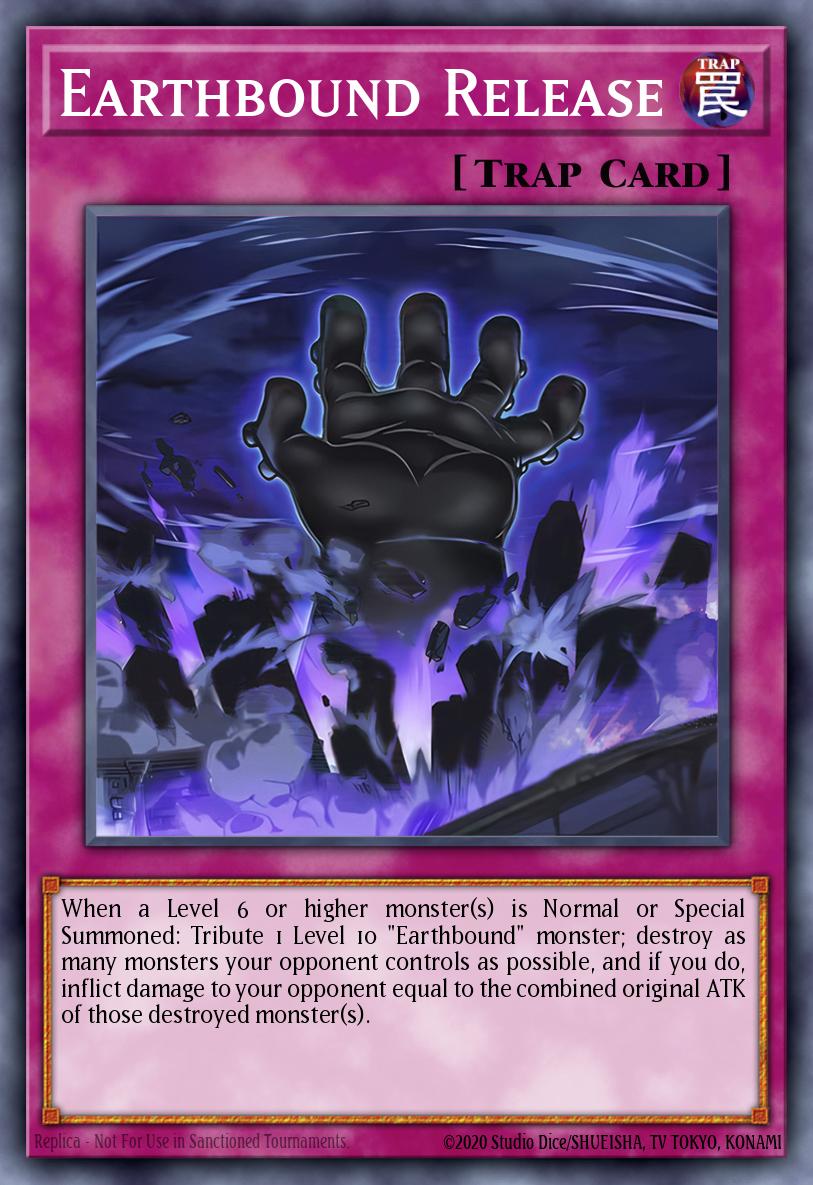 Earthbound Release
TRAP
罠
[Trap Card]
When a Level 6 or higher monster(s) is Normal or Special
Summoned: Tribute 1 Level 10 "Earthbound" monster; destroy as
many monsters your opponent controls as possible, and if you do,
inflict damage to your opponent equal to the combined original ATK
of those destroyed monster(s).
Replica - Not For Use in Sanctioned Tournaments.
©2020 Studio Dice/SHUEISHA, TV TOKYO, KONAMI